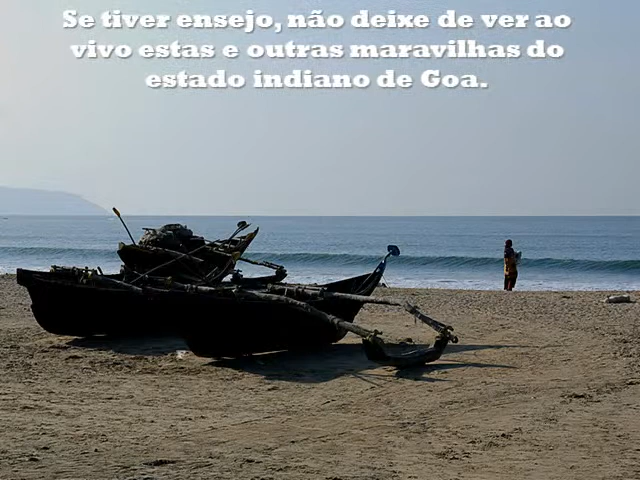 Se tiver ensejo, não deixe de ver ao
vivo estas e outras maravilhas do
estado indiano de Goa.